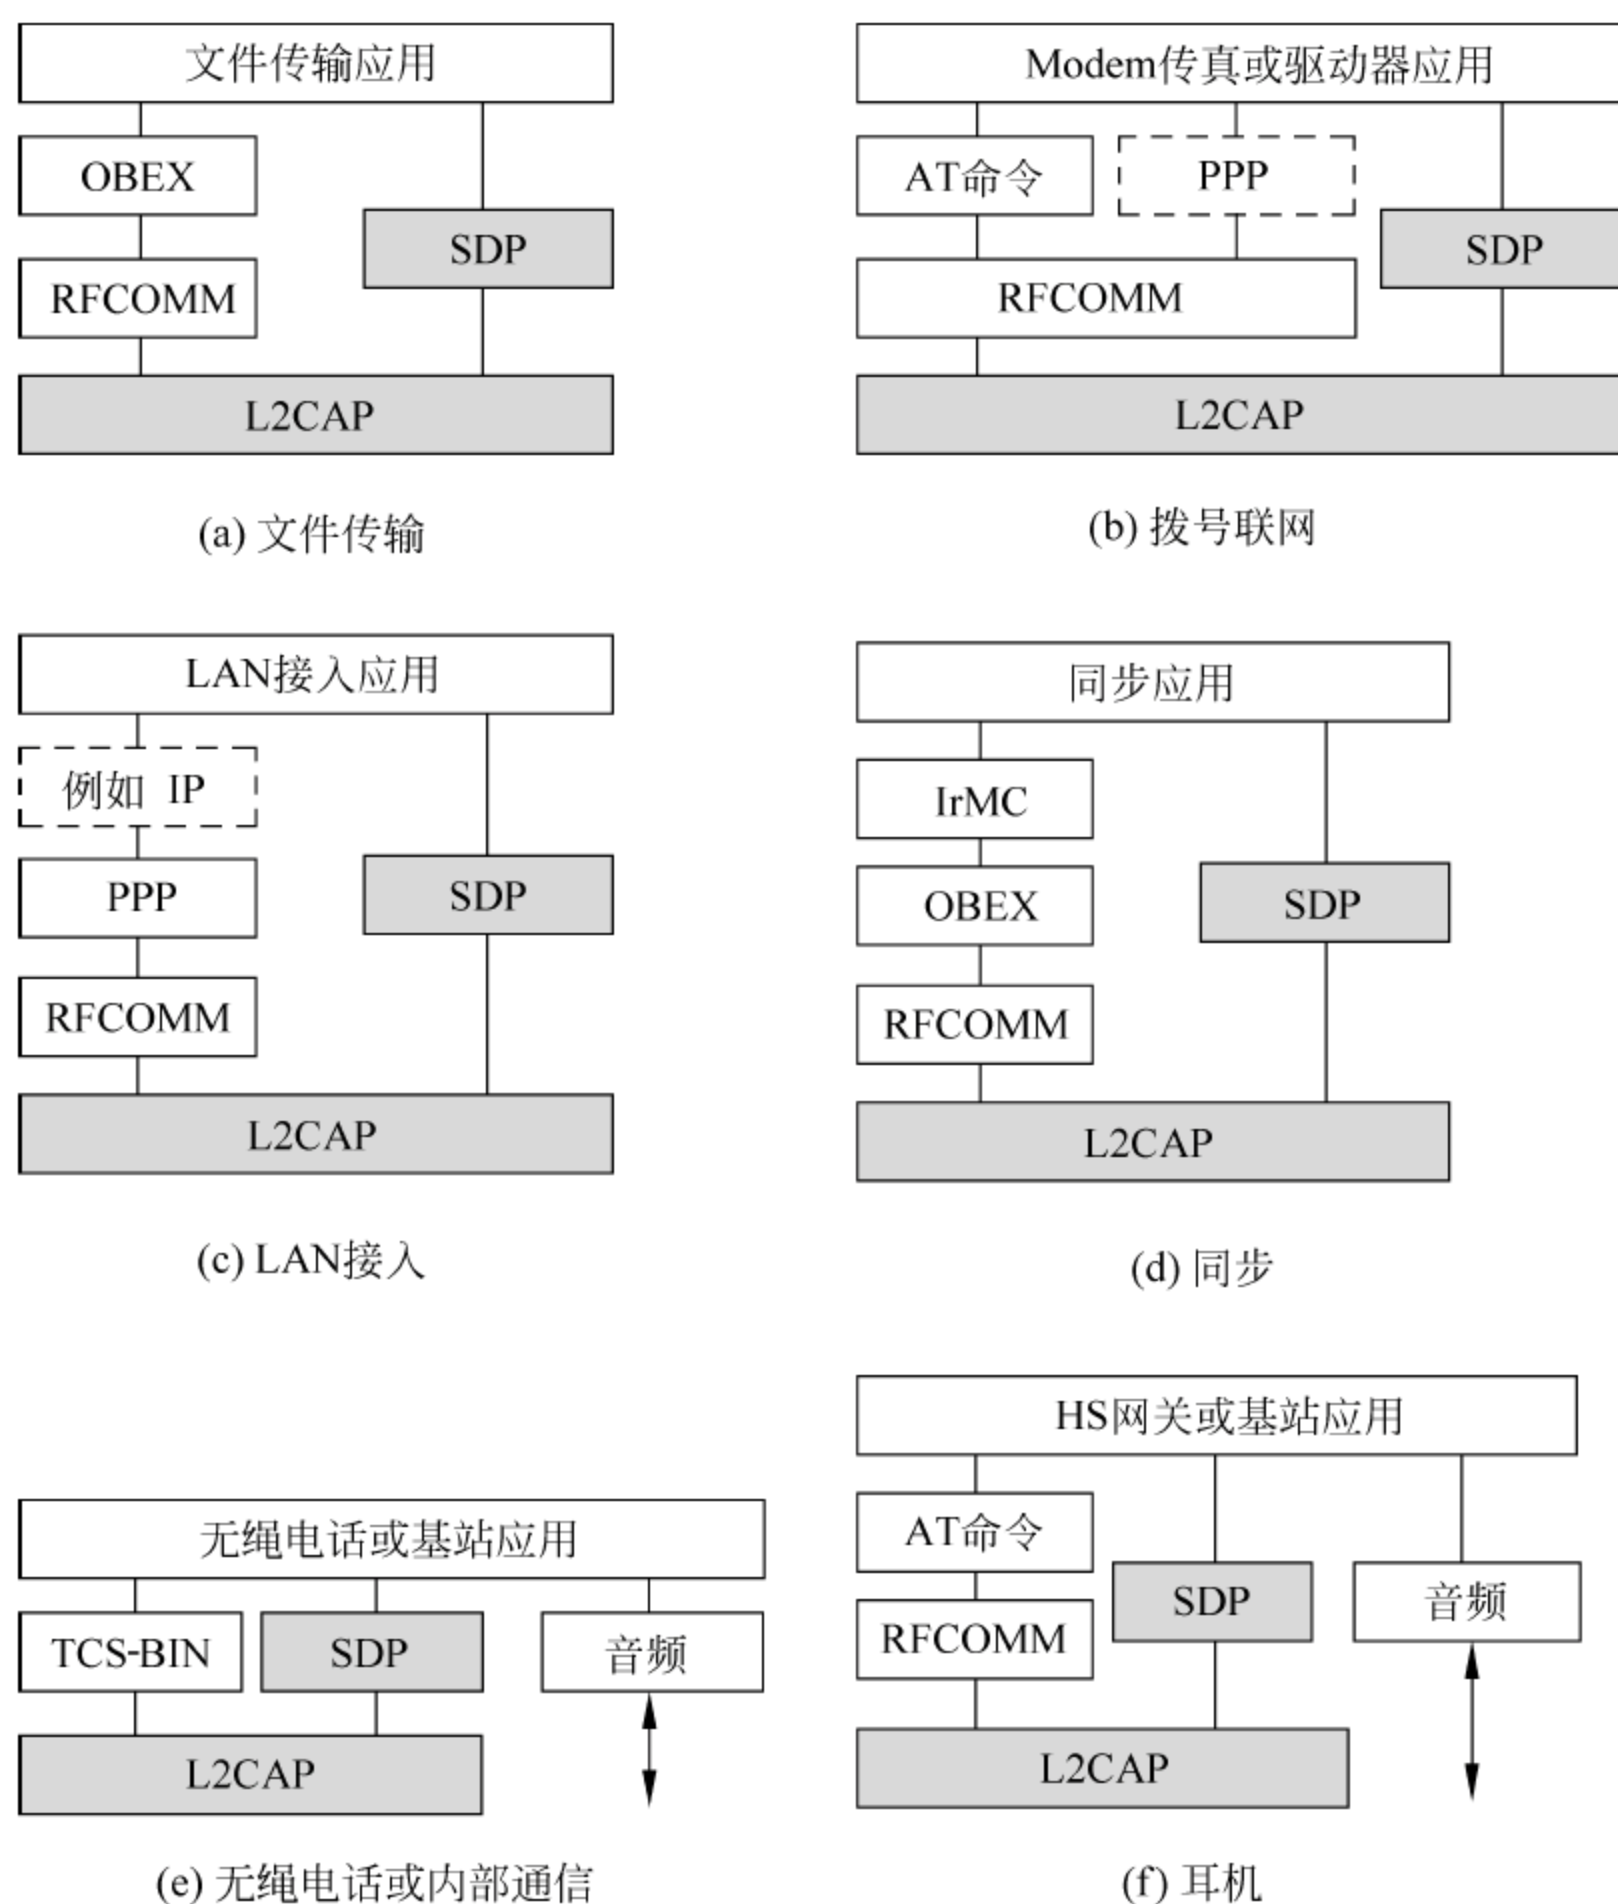 文件传输应用
OBEX
SDP
RFCOMM
L2CAP
(a) 文件传输
Modem传真或驱动器应用
AT命令
PPP
SDP
RFCOMM
L2CAP
(b) 拨号联网
LAN接入应用
例如 IP
PPP
SDP
RFCOMM
L2CAP
(c) LAN接入
同步应用
IrMC
OBEX
SDP
RFCOMM
L2CAP
(d) 同步
无绳电话或基站应用
TCS-BIN
SDP
音频
L2CAP
(e) 无绳电话或内部通信
HS网关或基站应用
AT命令
SDP
音频
RFCOMM
L2CAP
(f) 耳机